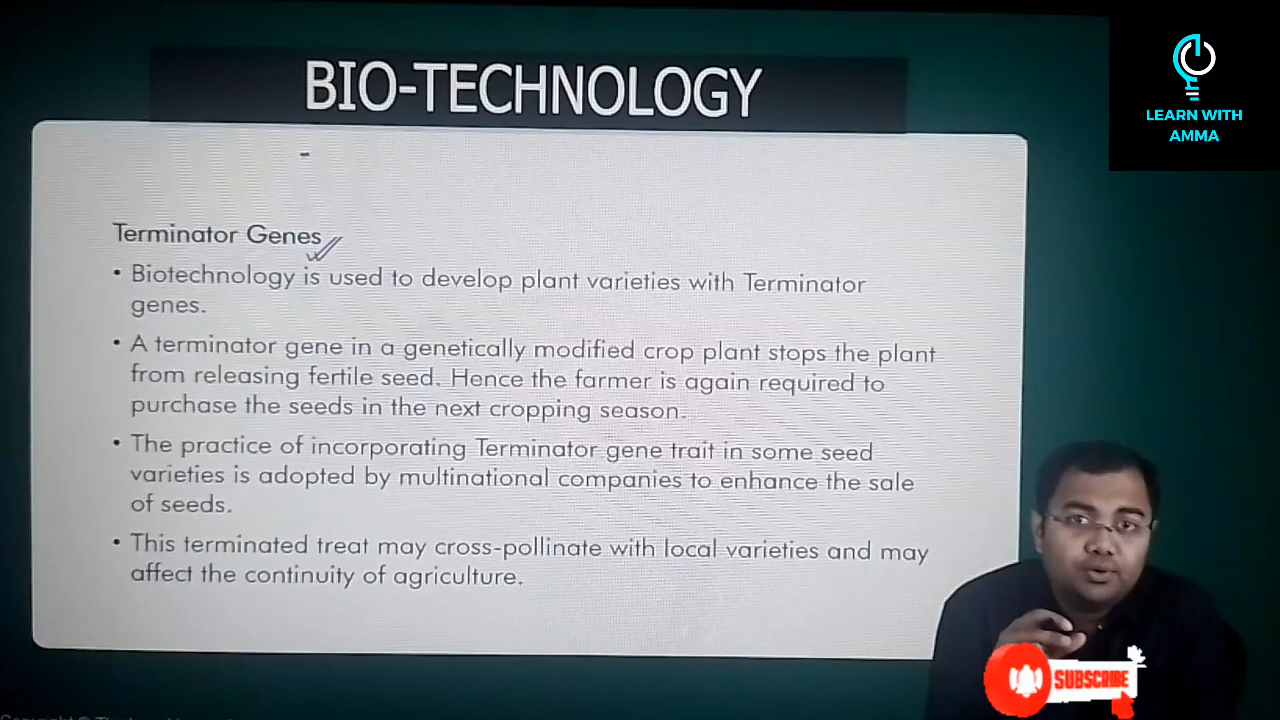 BIO-TECHNOLOGY
LEARN WITH
AMMA
Terminator Genes
• Biotechnology is used to develop plant varieties with Terminator
genes.
• A terminator gene in a genetically modified crop plant stops the plant
from releasing fertile seed. Hence the farmer is again required to
purchase the seeds in the next cropping season.
• The practice of incorporating Terminator gene trait in some seed
varieties is adopted by multinational companies to enhance the sale
of seeds.
• This terminated treat may cross-pollinate with local varieties and may
affect the continuity of agriculture.
SUBSCRIBE